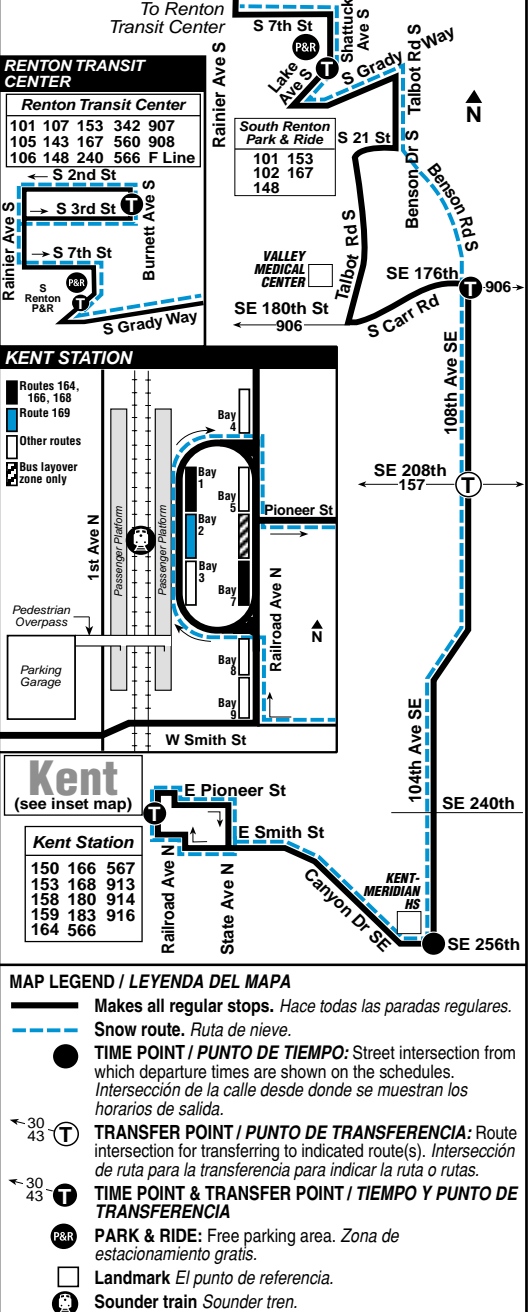 To Renton
Transit Center
S 7th St
Shattuck
Ave S
P&R
T
Lake
Ave S
S Grady Way
Rainier Ave S
Talbot Rd S
N
RENTON TRANSIT
CENTER
Renton Transit Center
101 107 153 342 907
105 143 167 560 908
106 148 240 566 F Line
S 2nd St
T
S 3rd St
Burnett Ave S
Rainier Ave S
S 7th St
P&R
S
Renton
P&R
T
S Grady Way
South Renton
Park & Ride
101 153
102 167
148
S 21 St
Benson Dr S
Benson Rd S
VALLEY
MEDICAL
CENTER
Talbot Rd S
SE 176th
T
906
SE 180th St
906
S Carr Rd
108th Ave SE
SE 208th
157
T
KENT STATION
Routes 164,
166, 168
Route 169
Other routes
Bus layover
zone only
Bay
4
Bay
1
Bay
5
Bay
2
Bay
3
Bay
7
Bay
8
Bay
9
Pioneer St
1st Ave N
Passenger Platform
Passenger Platform
Railroad Ave N
N
Pedestrian
Overpass
Parking
Garage
W Smith St
104th Ave SE
Kent
(see inset map)
E Pioneer St
T
E Smith St
SE 240th
Kent Station
150 166 567
153 168 913
158 180 914
159 183 916
164 566
Railroad Ave N
State Ave N
Canyon Dr SE
KENT-
MERIDIAN
HS
SE 256th
MAP LEGEND / LEYENDA DEL MAPA
Makes all regular stops. Hace todas las paradas regulares.
Snow route. Ruta de nieve.
TIME POINT / PUNTO DE TIEMPO: Street intersection from
which departure times are shown on the schedules.
Intersección de la calle desde donde se muestran los
horarios de salida.
30
43 T
TRANSFER POINT / PUNTO DE TRANSFERENCIA: Route
intersection for transferring to indicated route(s). Intersección
de ruta para la transferencia para indicar la ruta o rutas.
30
43 T
TIME POINT & TRANSFER POINT / TIEMPO Y PUNTO DE
TRANSFERENCIA
P&R PARK & RIDE: Free parking area. Zona de
estacionamiento gratis.
Landmark El punto de referencia.
Sounder train Sounder tren.